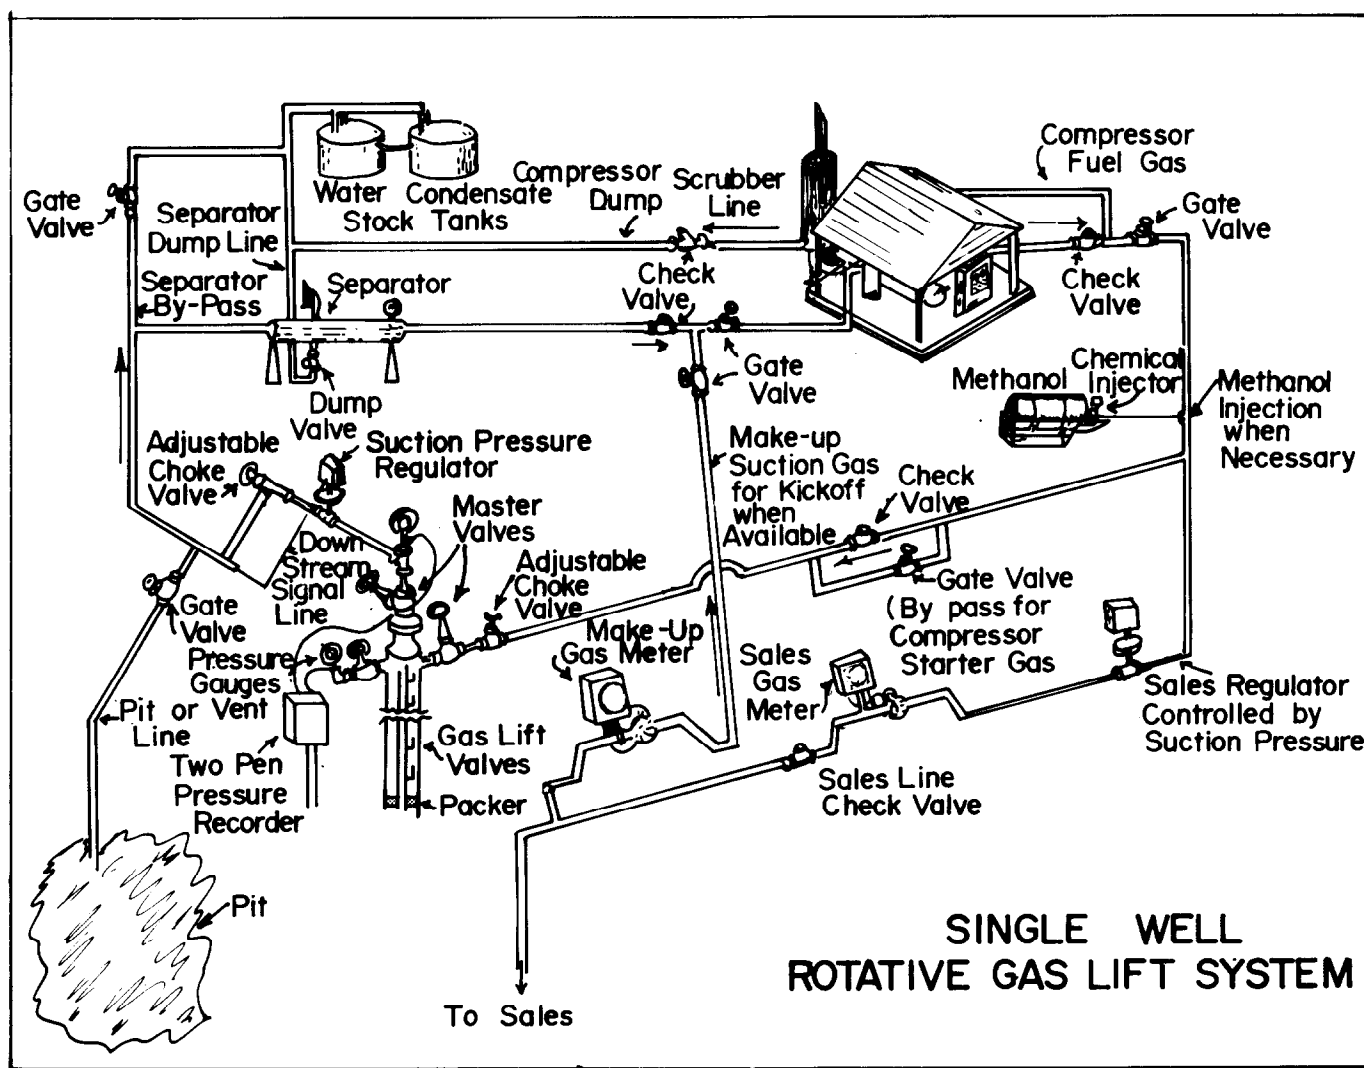 Compressor
Fuel Gas
Gate
Valve
Water
Condensate
Stock Tanks
Compressor
Dump
Scrubber
Line
Gate
Valve
Separator
Dump Line
Separator
By-Pass
Separator
Check
Valve
Check
Valve
Gate
Valve
Dump
Valve
Methanol
Chemical
Injector
Methanol
Injection
when
Necessary
Adjustable
Choke
Valve
Suction Pressure
Regulator
Make-up
Suction Gas
for Kickoff
when
Available
Check
Valve
Master
Valves
Down
Stream
Signal
Line
Adjustable
Choke
Valve
Gate Valve
(By pass for
Compressor
Starter Gas
Gate
Valve
Pressure
Gauges
Make-Up
Gas Meter
Sales
Gas
Meter
Sales Regulator
Controlled by
Suction Pressure
Pit or Vent
Line
Two Pen
Pressure
Recorder
Gas Lift
Valves
Packer
Sales Line
Check Valve
Pit
To Sales
SINGLE WELL
ROTATIVE GAS LIFT SYSTEM